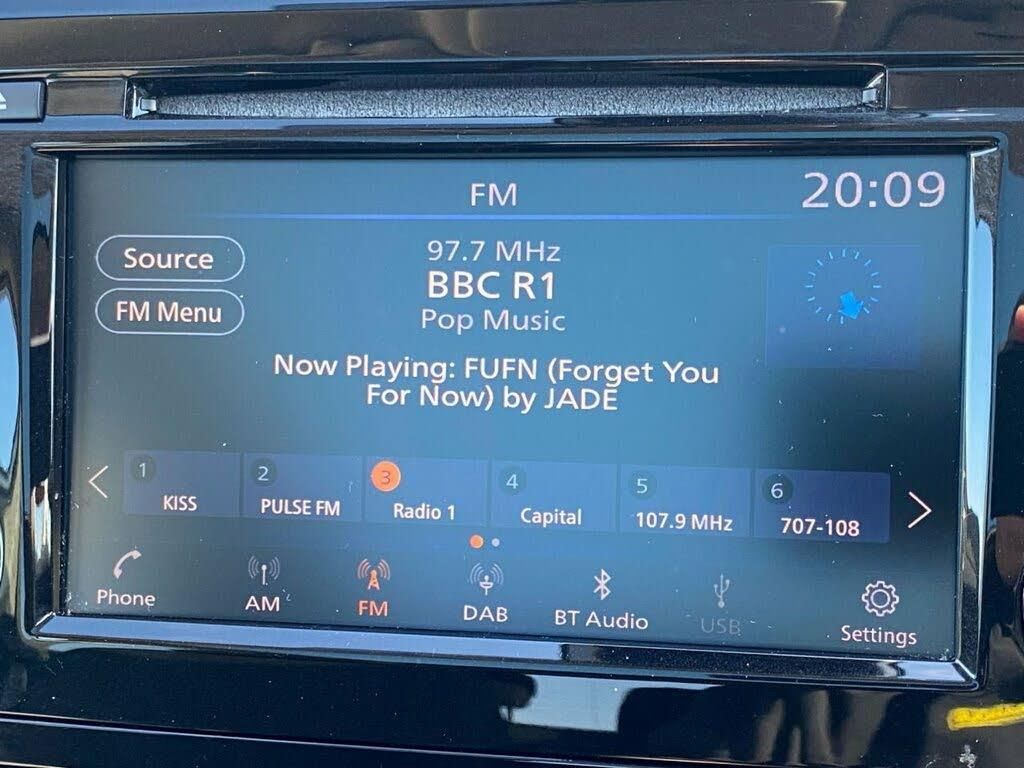 FM
20:09
Source
97.7 MHz
BBC R1
FM Menu
Pop Music
Now Playing: FUFN (Forget You
For Now) by JADE
1
KISS
2
PULSE FM
3
Radio 1
4
Capital
5
107.9 MHz
6
707-108
Phone
AM
FM
DAB
BT Audio
USB
Settings